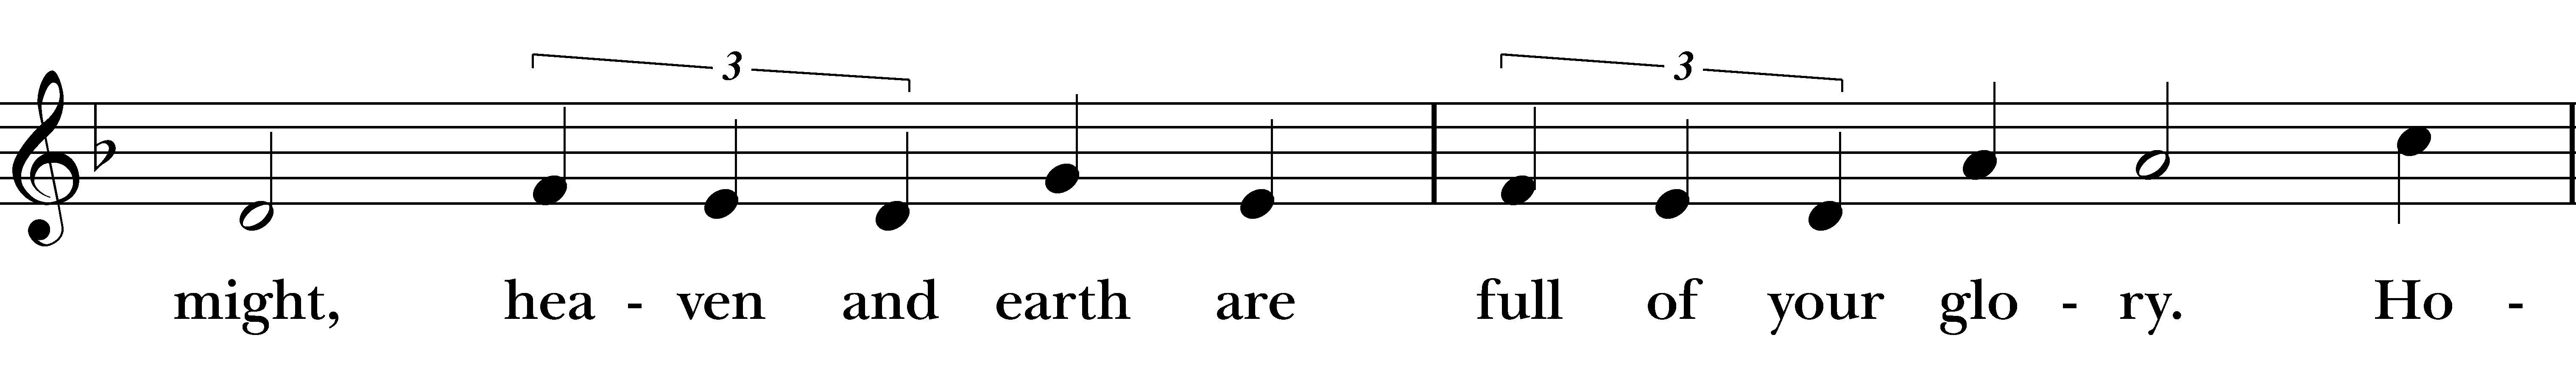 3 3
might, hea - ven and earth are full of your glo - ry. Ho -